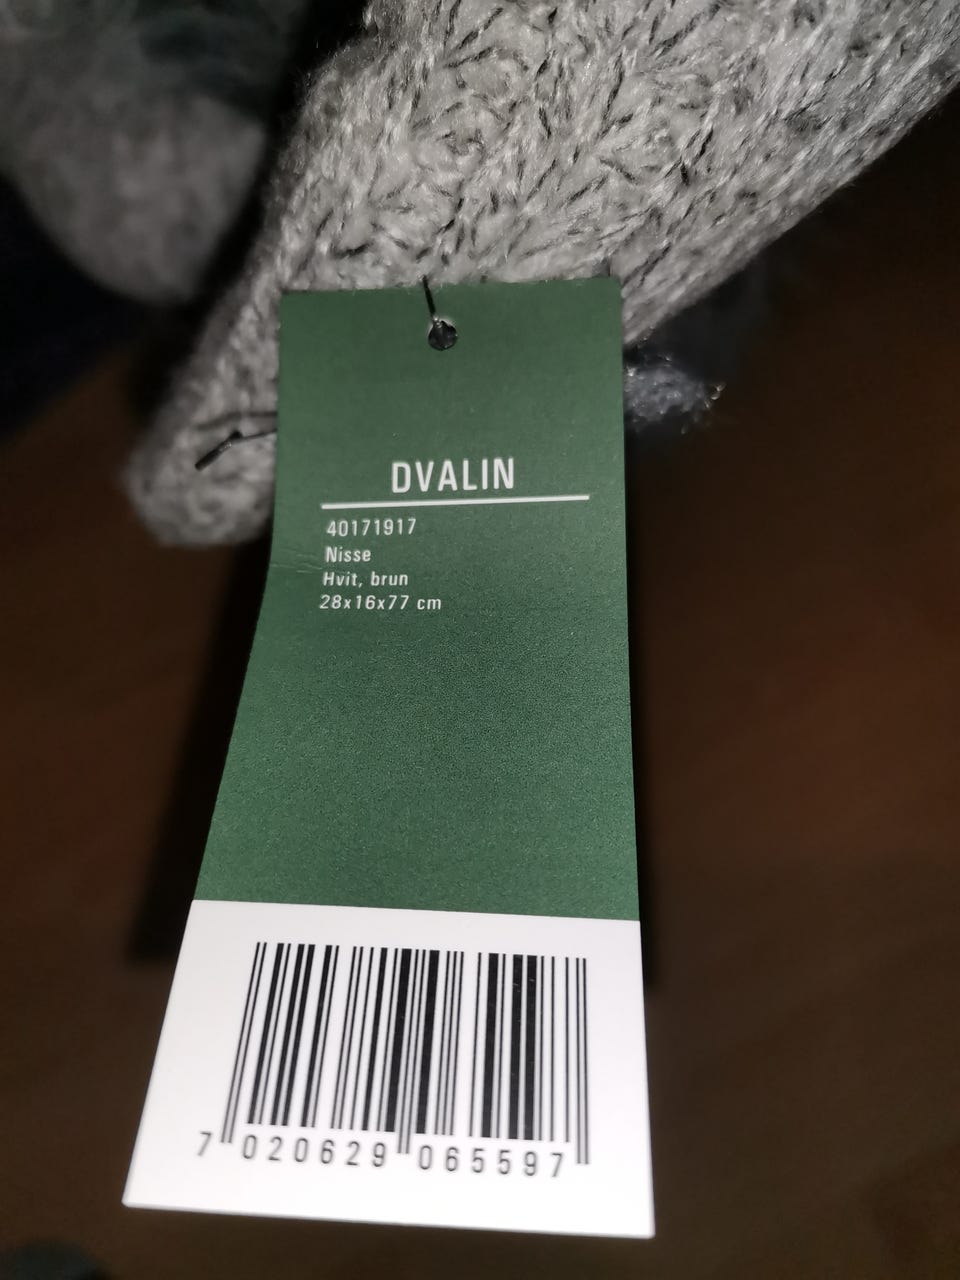 DVALIN
40171917
Nisse
Hvit, brun
28x16x77 cm
7 020629 065597